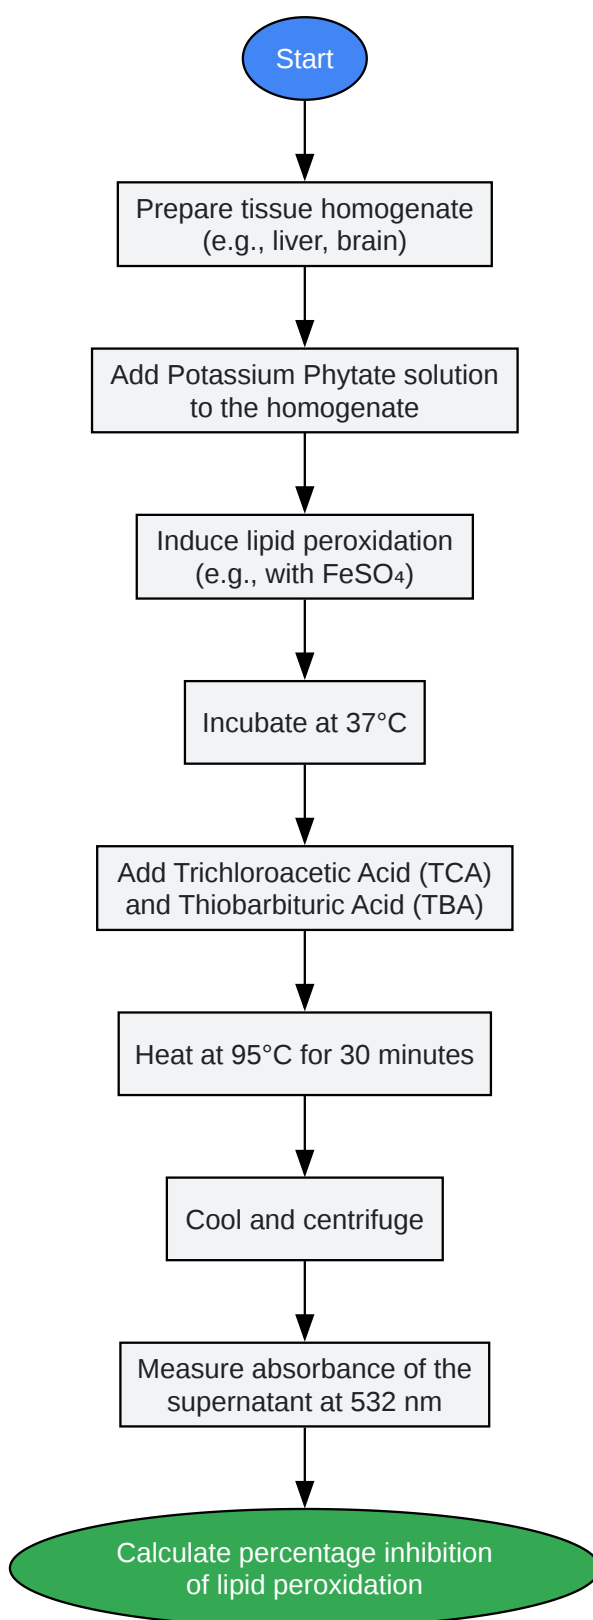 Start
Prepare tissue homogenate
(e.g., liver, brain)
Add Potassium Phytate solution
to the homogenate
Induce lipid peroxidation
(e.g., with FeSO₄)
Incubate at 37°C
Add Trichloroacetic Acid (TCA)
and Thiobarbituric Acid (TBA)
Heat at 95°C for 30 minutes
Cool and centrifuge
Measure absorbance of the
supernatant at 532 nm
Calculate percentage inhibition
of lipid peroxidation